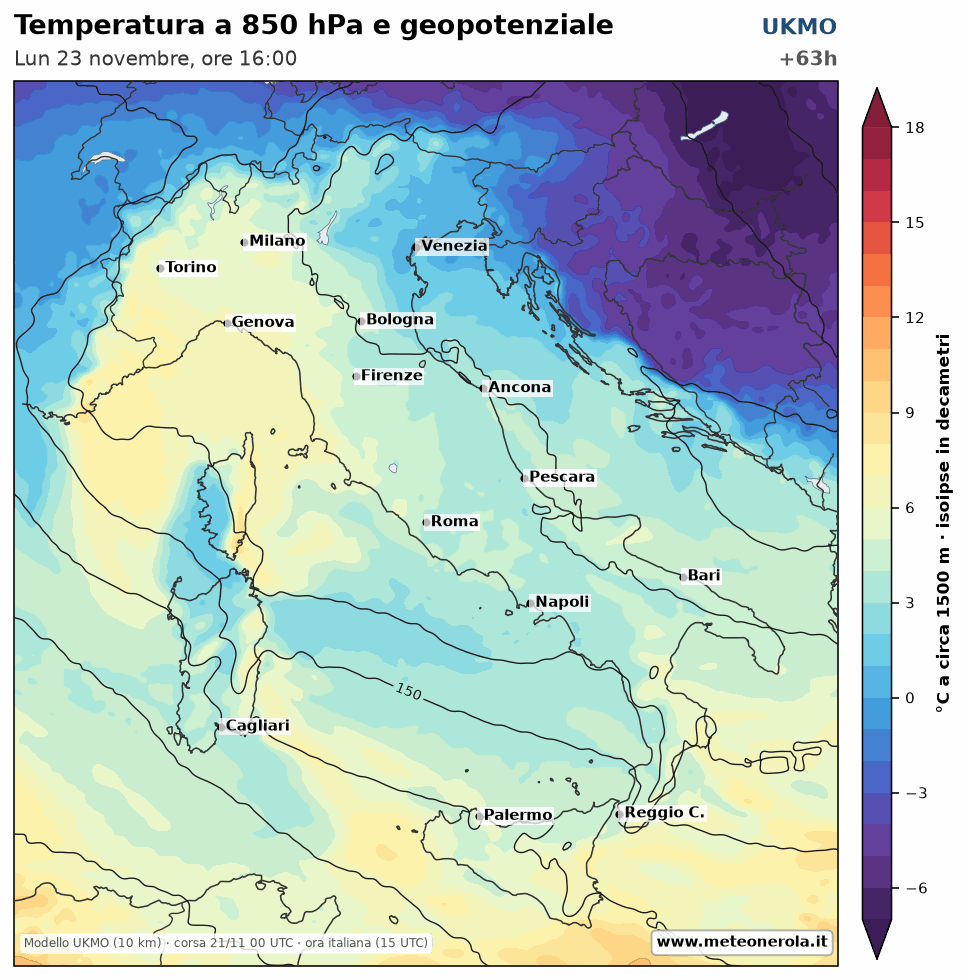 Temperatura a 850 hPa e geopotenziale
UKMO
Lun 23 novembre, ore 16:00
+63h
Milano
Venezia
Torino
Genova
Bologna
Firenze
Ancona
Pescara
Roma
Bari
Napoli
150
Cagliari
Palermo
Reggio C.
18
15
12
9
6
3
0
−3
−6
°C a circa 1500 m · isoipse in decametri
Modello UKMO (10 km) · corsa 21/11 00 UTC · ora italiana (15 UTC)
www.meteonerola.it